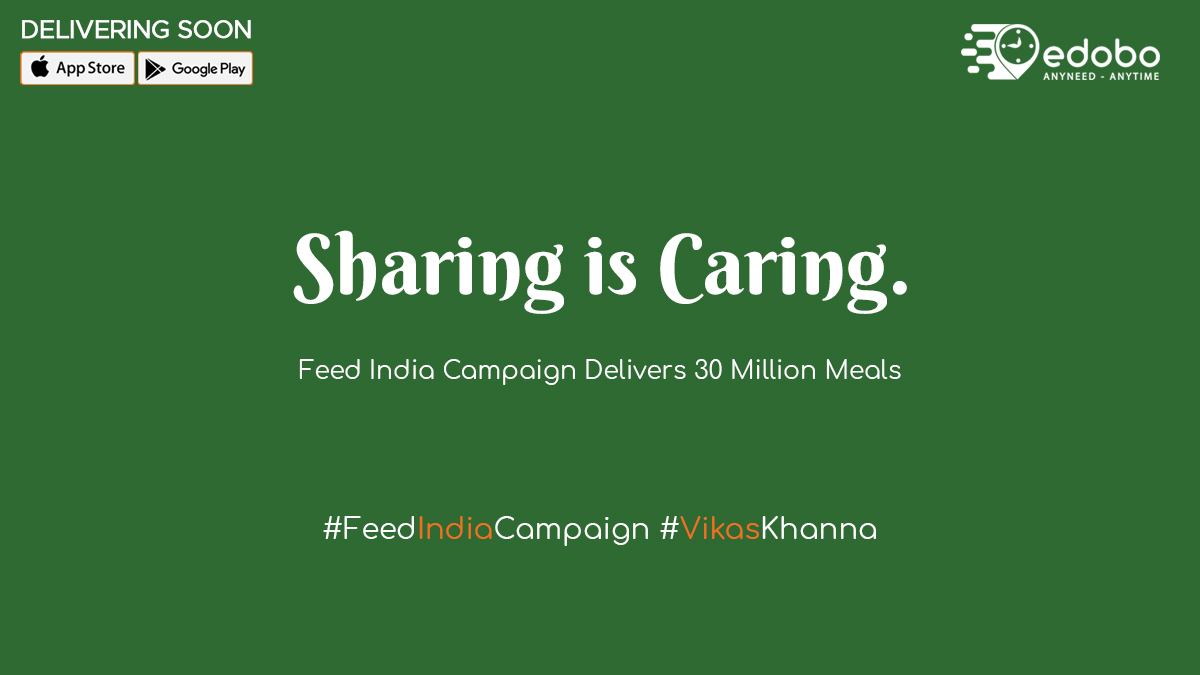 DELIVERING SOON
App Store
Google Play
edobo
ANYNEED - ANYTIME
Sharing is Caring.
Feed India Campaign Delivers 30 Million Meals
#FeedIndiaCampaign #VikasKhanna